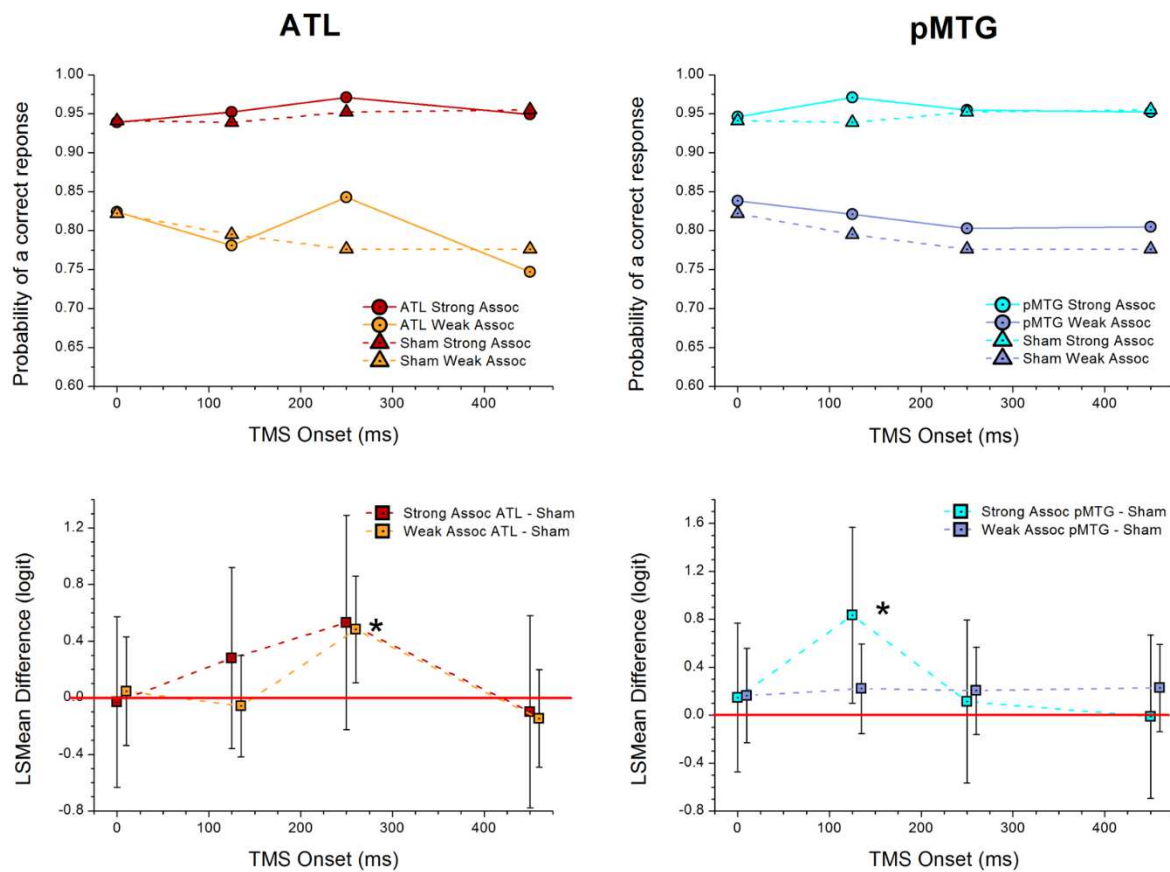 ATL
Probability of a correct reponse
1.00
0.95
0.90
0.85
0.80
0.75
0.70
0.65
0.60
ATL Strong Assoc
ATL Weak Assoc
Sham Strong Assoc
Sham Weak Assoc
0 100 200 300 400
TMS Onset (ms)
pMTG
Probability of a correct response
1.00
0.95
0.90
0.85
0.80
0.75
0.70
0.65
0.60
pMTG Strong Assoc
pMTG Weak Assoc
Sham Strong Assoc
Sham Weak Assoc
0 100 200 300 400
TMS Onset (ms)
LSMean Difference (logit)
1.2
0.8
0.4
0.0
-0.4
-0.8
Strong Assoc ATL - Sham
Weak Assoc ATL - Sham
*
0 100 200 300 400
TMS Onset (ms)
LSMean Difference (logit)
1.6
1.2
0.8
0.4
0.0
-0.4
-0.8
Strong Assoc pMTG - Sham
Weak Assoc pMTG - Sham
*
0 100 200 300 400
TMS Onset (ms)